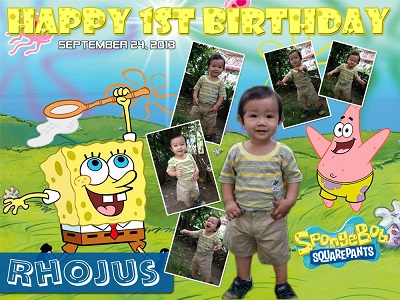 HAPPY 1ST BIRTHDAY
SEPTEMBER 24, 2013
SPONGEBOB
SQUAREPANTS
RHOJUS